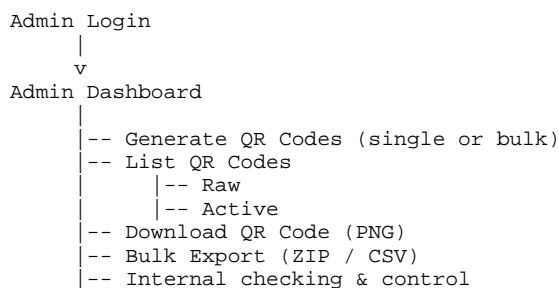 Admin Login
|
v
Admin Dashboard
|
|-- Generate QR Codes (single or bulk)
|-- List QR Codes
|     |-- Raw
|     |-- Active
|-- Download QR Code (PNG)
|-- Bulk Export (ZIP / CSV)
|-- Internal checking & control